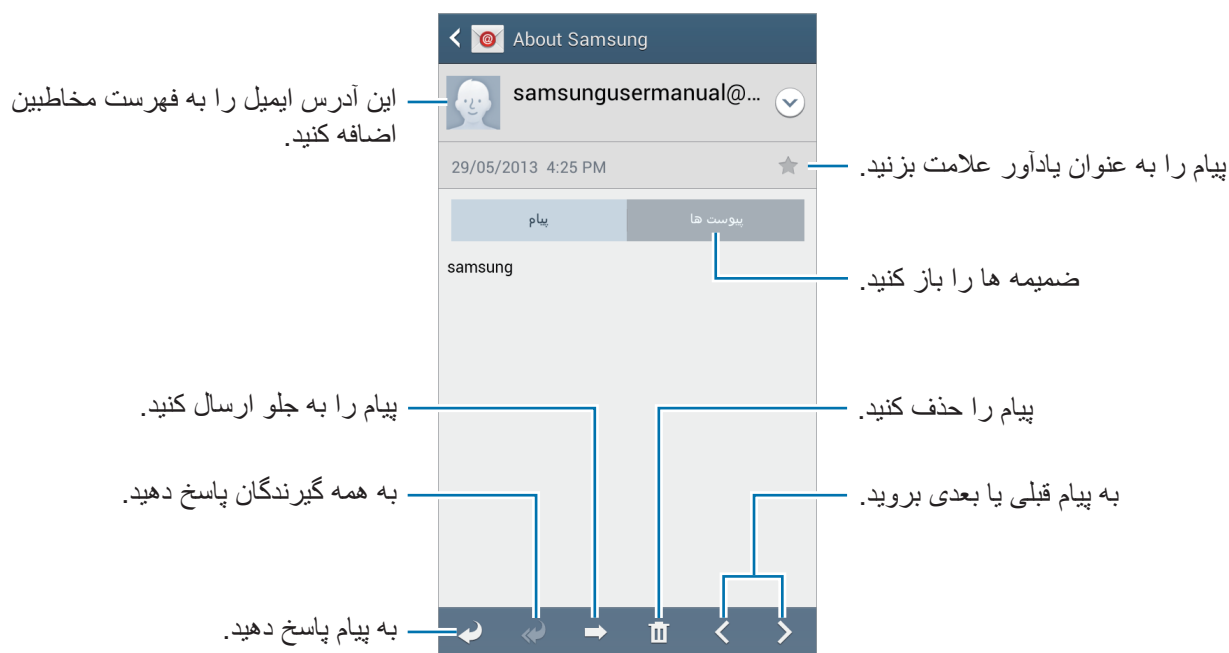 About Samsung
samsungusermanual@...
این آدرس ایمیل را به فهرست مخاطبین
اضافه کنید.
29/05/2013 4:25 PM
پیام را به عنوان یادآور علامت بزنید.
پیام
پیوست ها
samsung
ضمیمه ها را باز کنید.
پیام را به جلو ارسال کنید.
پیام را حذف کنید.
به همه گیرندگان پاسخ دهید.
به پیام قبلی یا بعدی بروید.
به پیام پاسخ دهید.